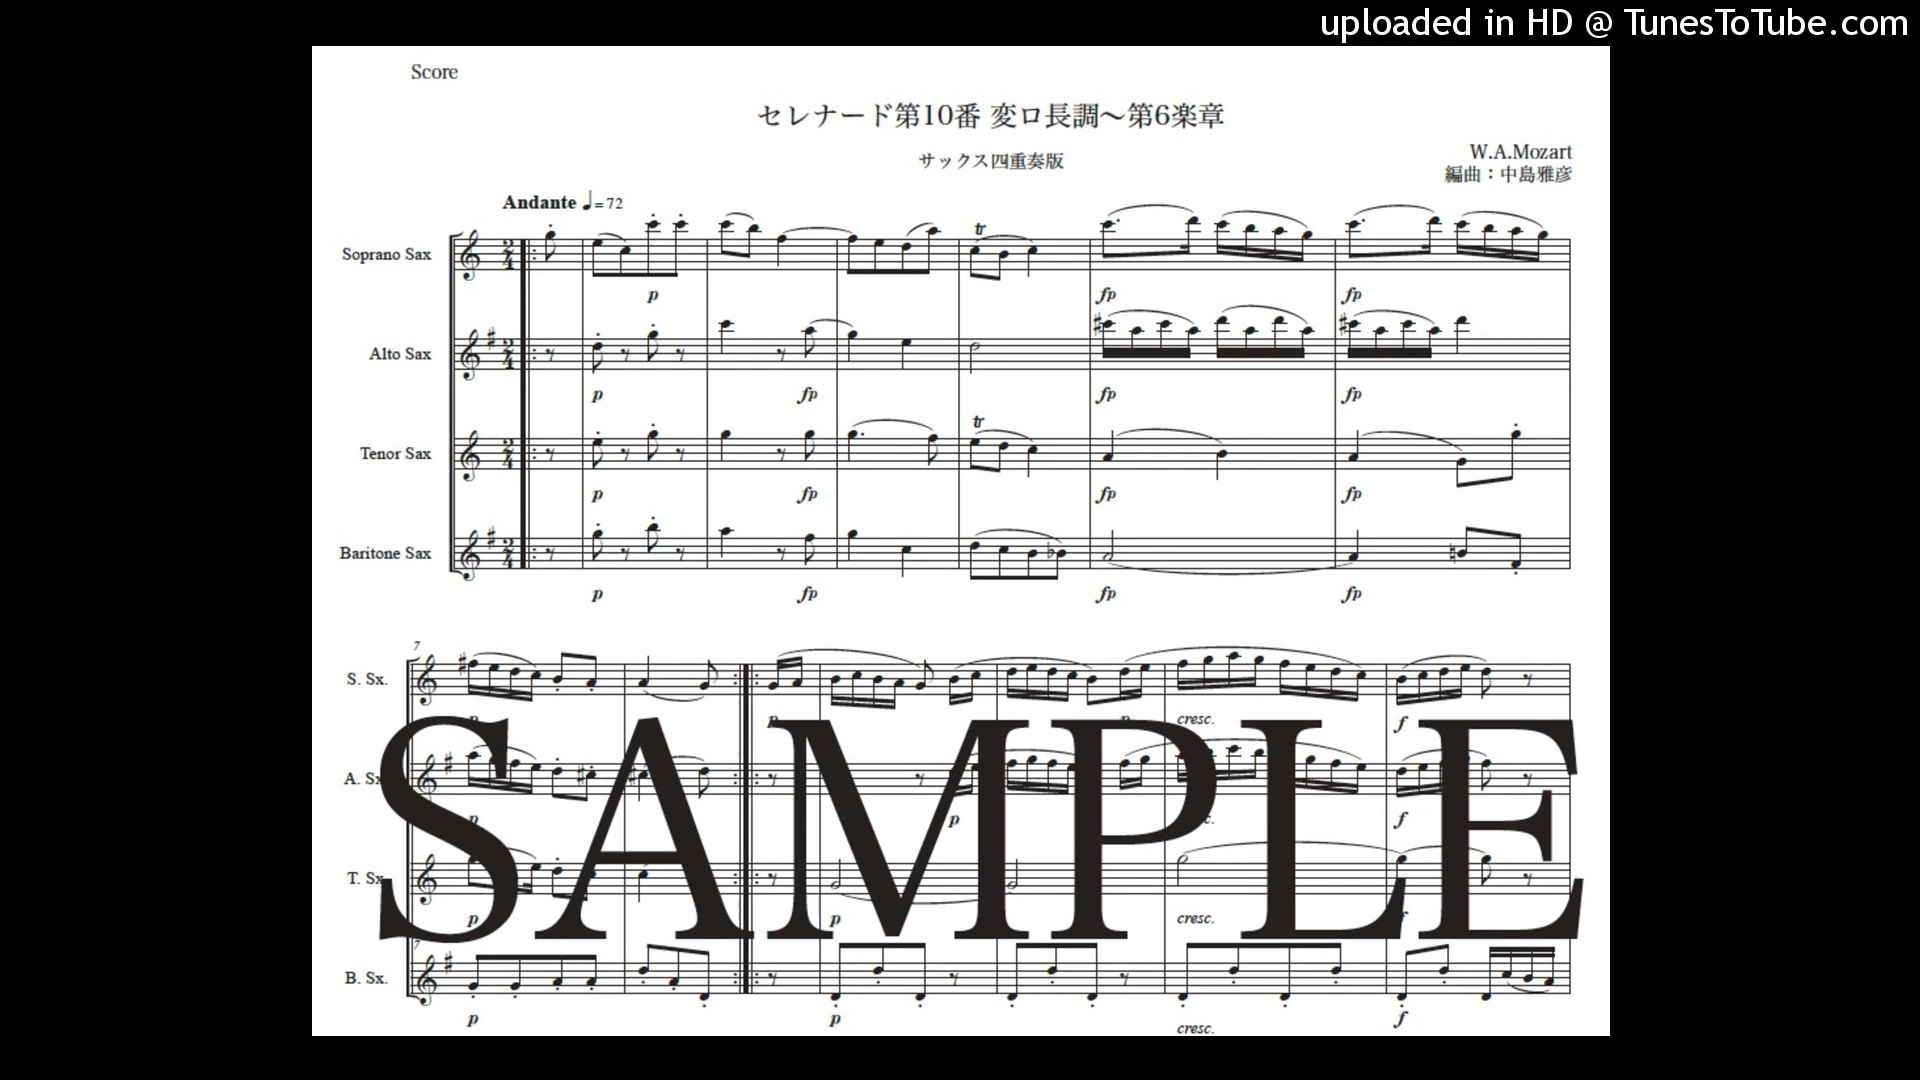 uploaded in HD @ TunesToTube.com
Score
セレナード第10番 変ロ長調～第6楽章
サックス四重奏版
W.A.Mozart
編曲：中島雅彦
Andante ♩= 72
Soprano Sax
p fp fp
Alto Sax
p fp fp fp
Tenor Sax
tr
p fp fp fp
Baritone Sax
p fp fp fp
7
S. Sx.
cresc. f
A. Sx
p p f
T. Sx
p p cresc.
B. Sx.
p p cresc. f
SAMPLE